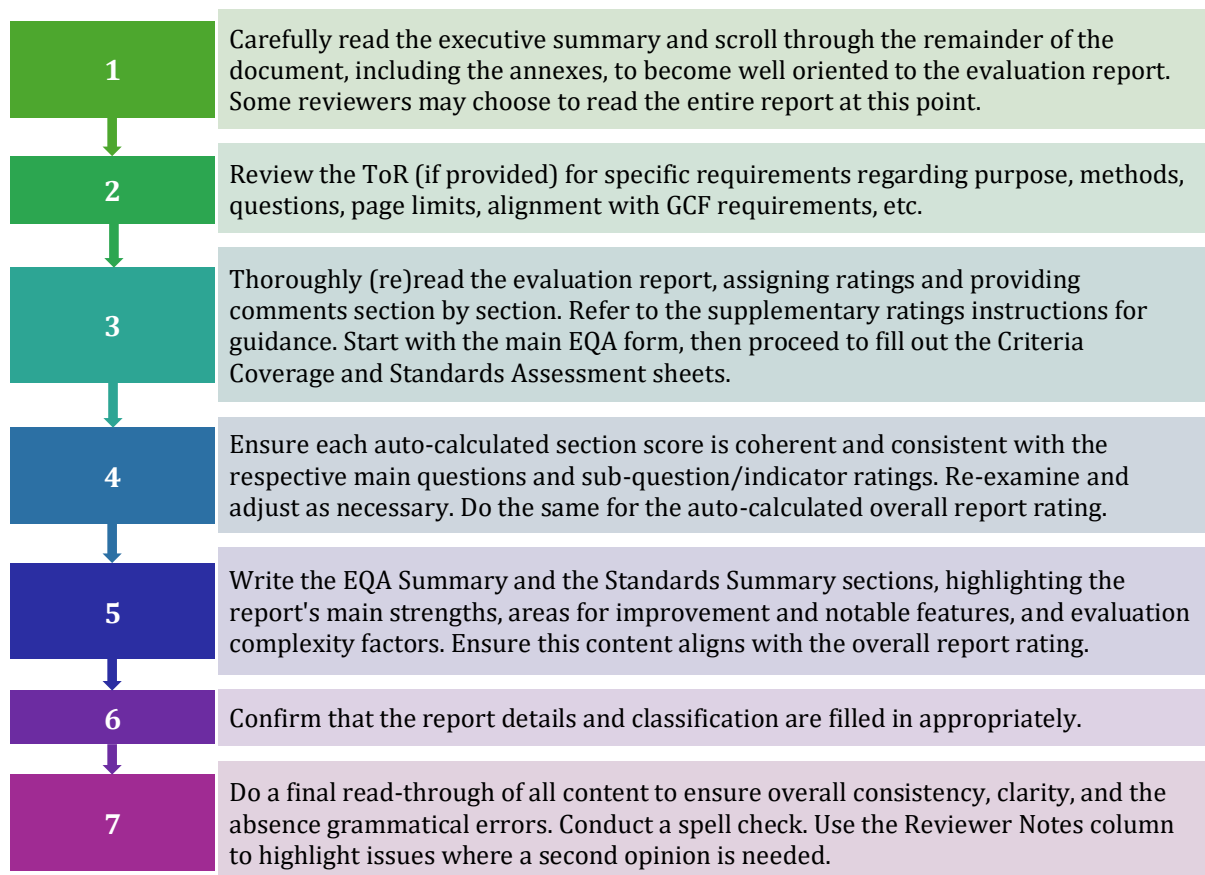 1
Carefully read the executive summary and scroll through the remainder of the
document, including the annexes, to become well oriented to the evaluation report.
Some reviewers may choose to read the entire report at this point.
2
Review the ToR (if provided) for specific requirements regarding purpose, methods,
questions, page limits, alignment with GCF requirements, etc.
3
Thoroughly (re)read the evaluation report, assigning ratings and providing
comments section by section. Refer to the supplementary ratings instructions for
guidance. Start with the main EQA form, then proceed to fill out the Criteria
Coverage and Standards Assessment sheets.
4
Ensure each auto-calculated section score is coherent and consistent with the
respective main questions and sub-question/indicator ratings. Re-examine and
adjust as necessary. Do the same for the auto-calculated overall report rating.
5
Write the EQA Summary and the Standards Summary sections, highlighting the
report's main strengths, areas for improvement and notable features, and evaluation
complexity factors. Ensure this content aligns with the overall report rating.
6
Confirm that the report details and classification are filled in appropriately.
7
Do a final read-through of all content to ensure overall consistency, clarity, and the
absence grammatical errors. Conduct a spell check. Use the Reviewer Notes column
to highlight issues where a second opinion is needed.